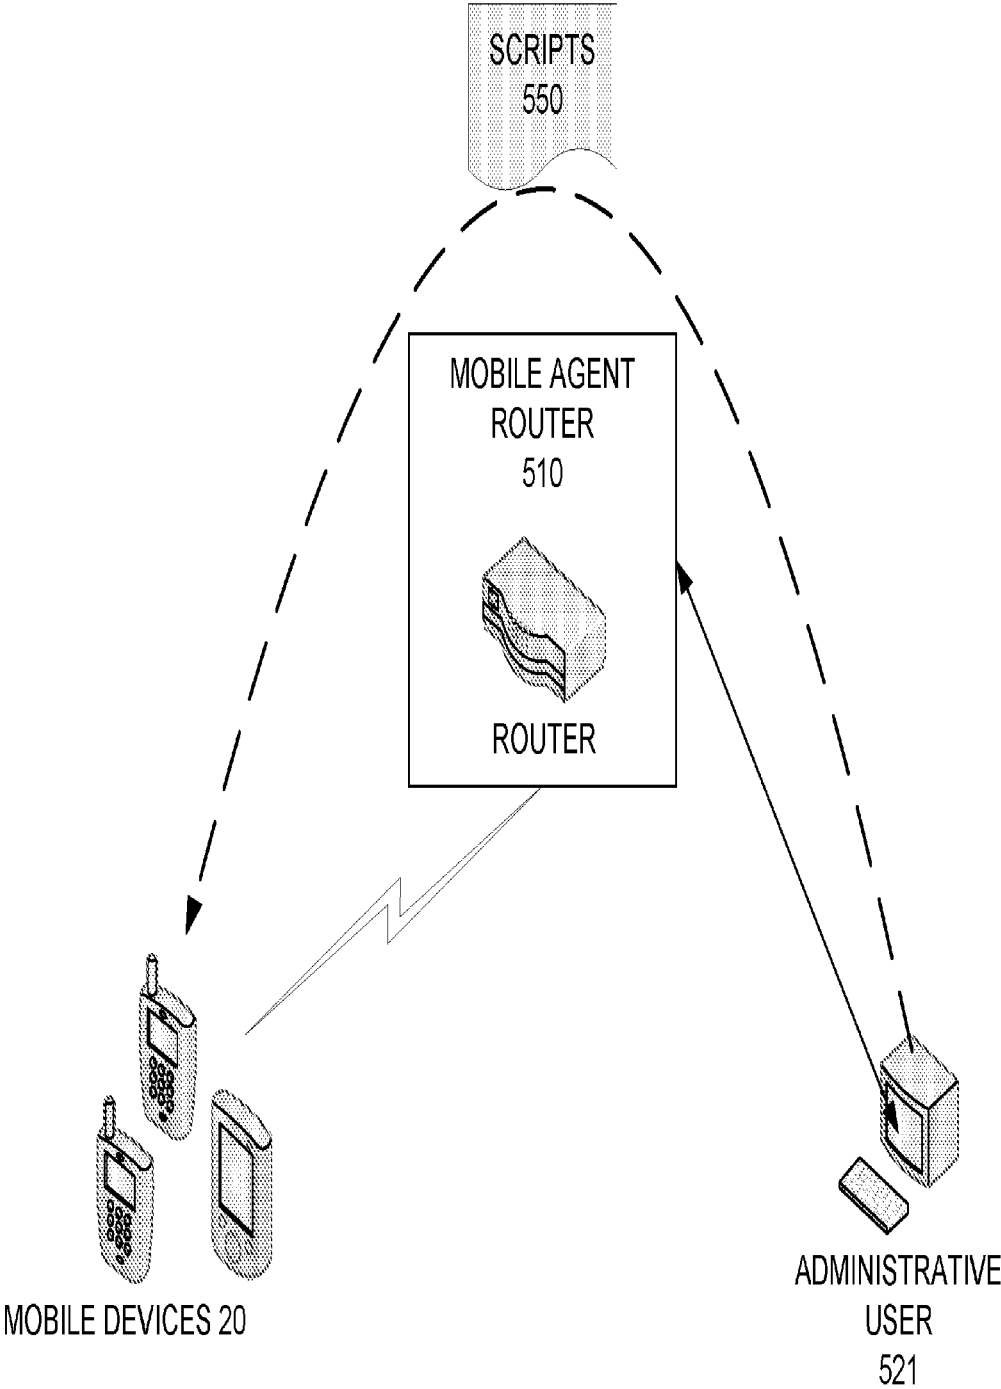 SCRIPTS
550
MOBILE AGENT
ROUTER
510
ROUTER
MOBILE DEVICES 20
ADMINISTRATIVE
USER
521